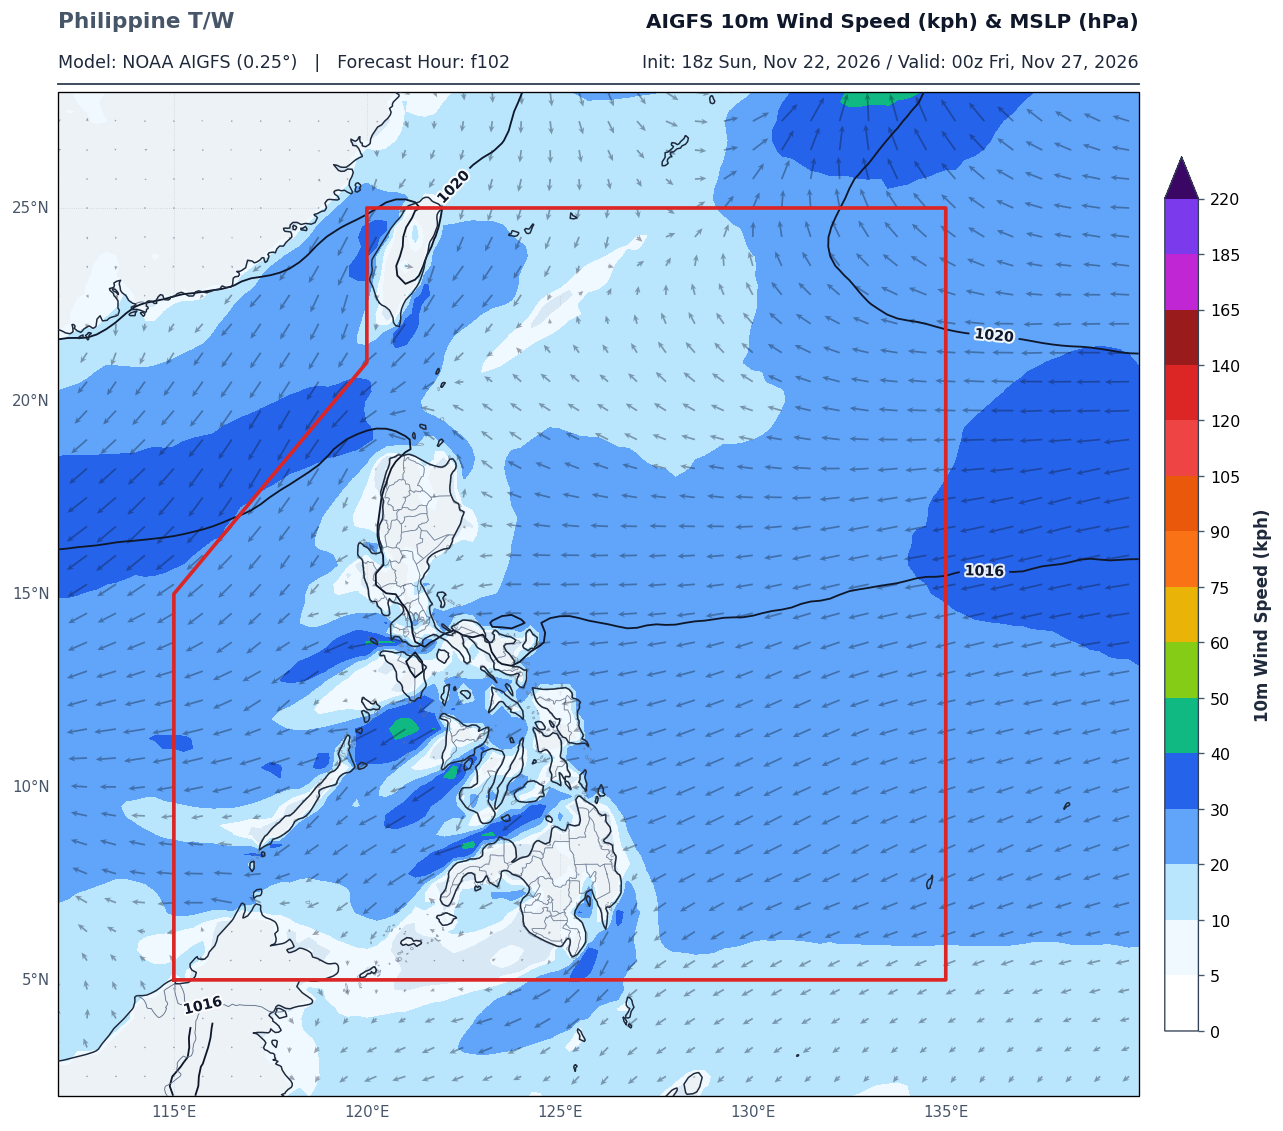 Philippine T/W
AIGFS 10m Wind Speed (kph) & MSLP (hPa)
Model: NOAA AIGFS (0.25°)   |   Forecast Hour: f102
Init: 18z Sun, Nov 22, 2026 / Valid: 00z Fri, Nov 27, 2026
1020
25°N
1020
20°N
1016
15°N
10°N
5°N
1016
115°E
120°E
125°E
130°E
135°E
220
185
165
140
120
105
90
75
60
50
40
30
20
10
5
0
10m Wind Speed (kph)